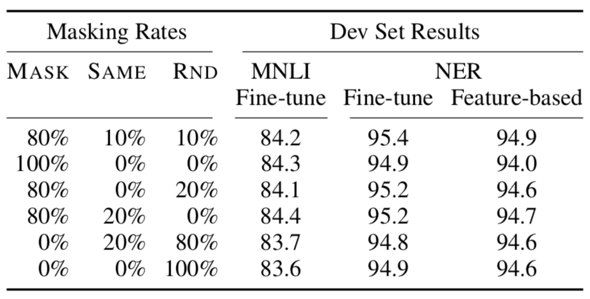 Masking Rates Dev Set Results
MASK SAME RND MNLI NER
Fine-tune Fine-tune Feature-based
80% 10% 10% 84.2 95.4 94.9
100% 0% 0% 84.3 94.9 94.0
80% 0% 20% 84.1 95.2 94.6
80% 20% 0% 84.4 95.2 94.7
0% 20% 80% 83.7 94.8 94.6
0% 0% 100% 83.6 94.9 94.6